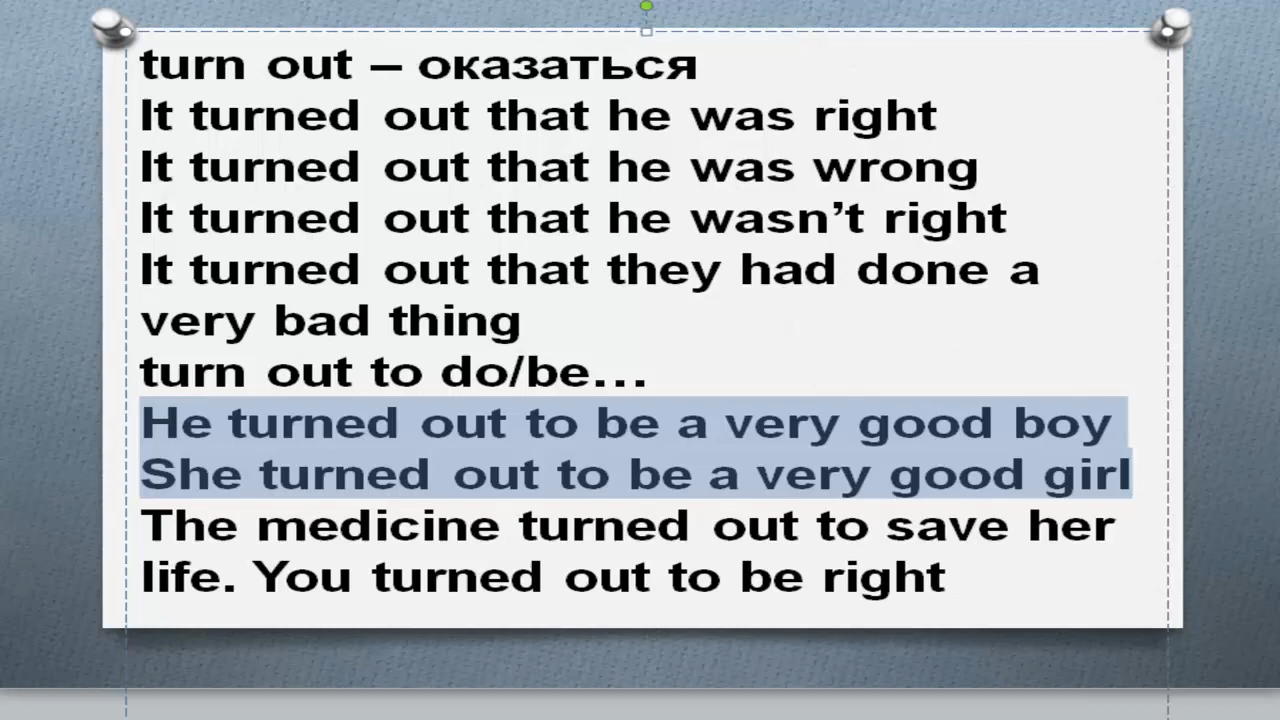 turn out – оказаться
It turned out that he was right
It turned out that he was wrong
It turned out that he wasn’t right
It turned out that they had done a
very bad thing
turn out to do/be…
He turned out to be a very good boy
She turned out to be a very good girl
The medicine turned out to save her
life. You turned out to be right